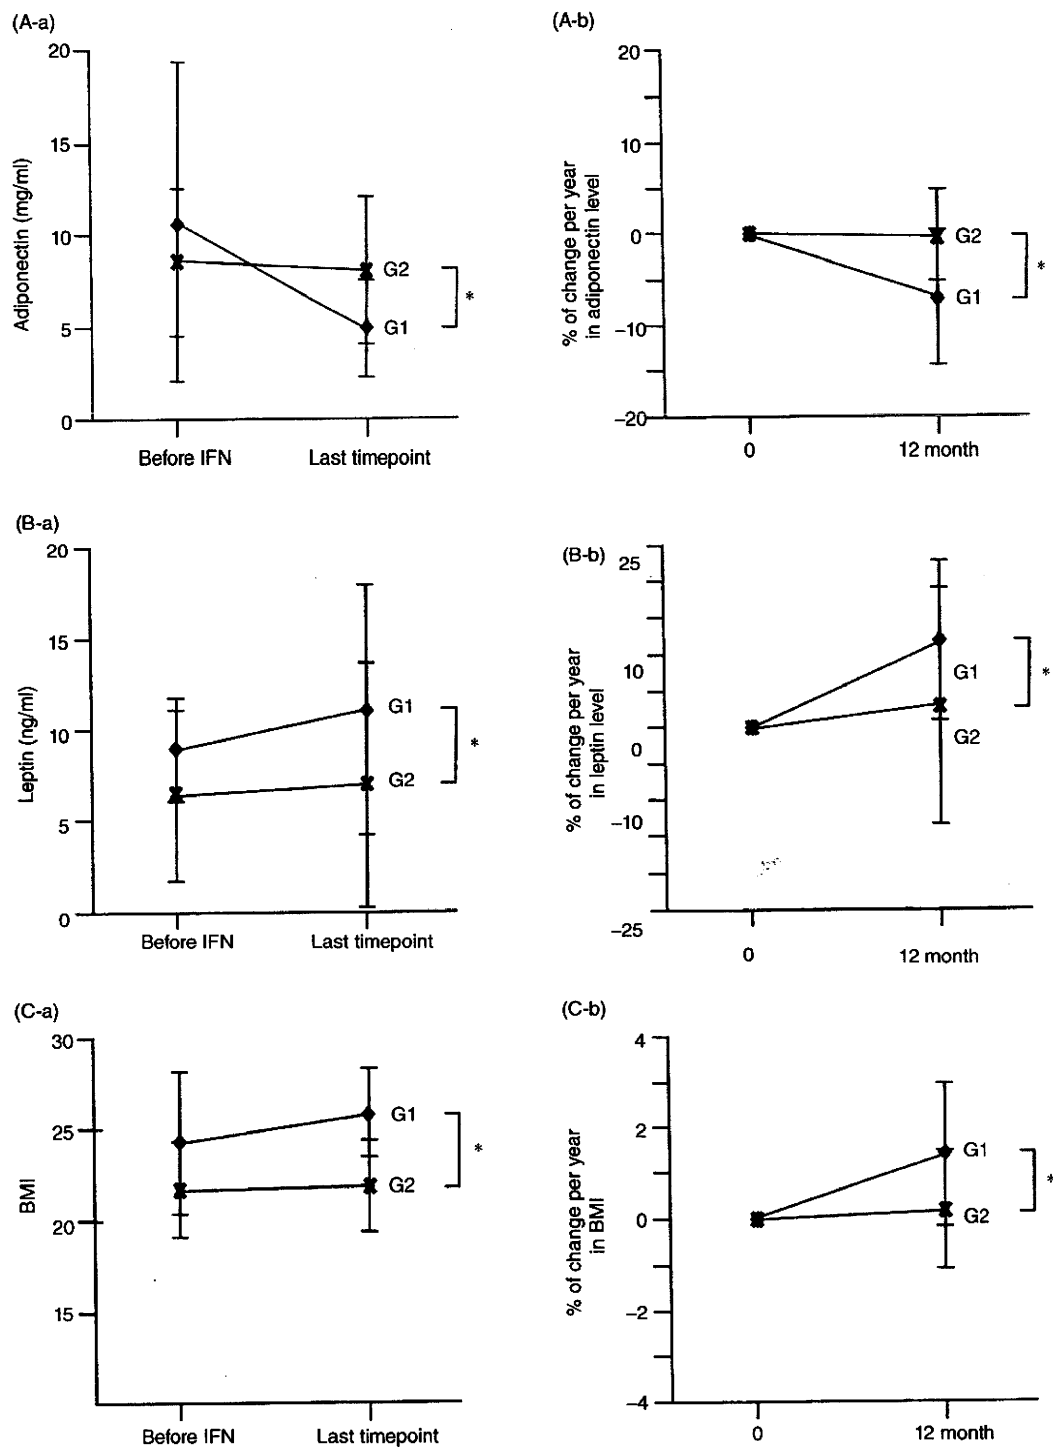 (A-a)
20
15
10
5
0
Adiponectin (mg/ml)
G2
G1
*
Before IFN
Last timepoint
(A-b)
20
10
0
−10
−20
% of change per year
in adiponectin level
G2
G1
*
0
12 month
(B-a)
20
15
10
5
0
Leptin (ng/ml)
G1
G2
*
Before IFN
Last timepoint
(B-b)
25
10
0
−10
−25
% of change per year
in leptin level
G1
G2
*
0
12 month
(C-a)
30
25
20
15
BMI
G1
G2
*
Before IFN
Last timepoint
(C-b)
4
2
0
−2
−4
% of change per year
in BMI
G1
G2
*
0
12 month